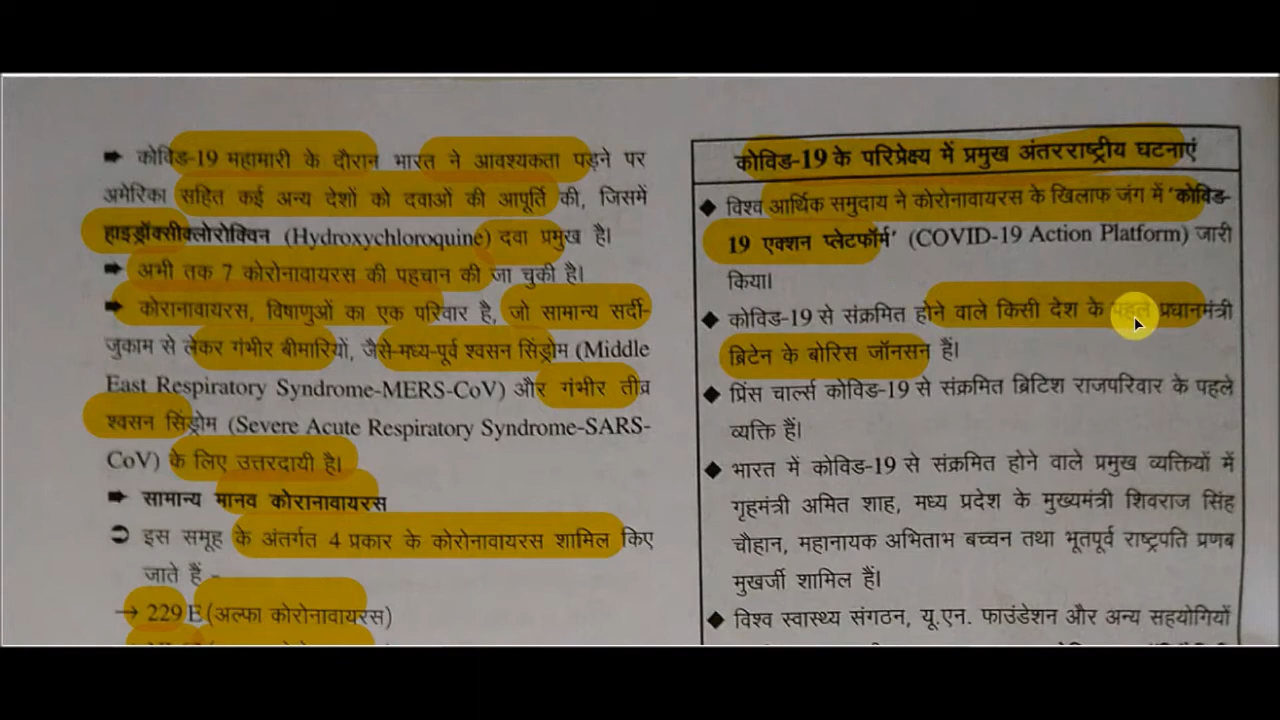 ➨ कोविड-19 महामारी के दौरान भारत ने आवश्यकता पड़ने पर
अमेरिका सहित कई अन्य देशों को दवाओं की आपूर्ति की, जिसमें
हाइड्रॉक्सीक्लोरोक्विन (Hydroxychloroquine) दवा प्रमुख है।
➨ अभी तक 7 कोरोनावायरस की पहचान की जा चुकी है।
➨ कोरानावायरस, विषाणुओं का एक परिवार है, जो सामान्य सर्दी-
जुकाम से लेकर गंभीर बीमारियों, जैसे-मध्य-पूर्व श्वसन सिंड्रोम (Middle
East Respiratory Syndrome-MERS-CoV) और गंभीर तीव्र
श्वसन सिंड्रोम (Severe Acute Respiratory Syndrome-SARS-
CoV) के लिए उत्तरदायी है।
➨ सामान्य मानव कोरानावायरस
➲ इस समूह के अंतर्गत 4 प्रकार के कोरोनावायरस शामिल किए
जाते हैं -
→ 229 E (अल्फा कोरोनावायरस)
कोविड-19 के परिप्रेक्ष्य में प्रमुख अंतरराष्ट्रीय घटनाएं
◆ विश्व आर्थिक समुदाय ने कोरोनावायरस के खिलाफ जंग में 'कोविड-
19 एक्शन प्लेटफॉर्म' (COVID-19 Action Platform) जारी
किया।
◆ कोविड-19 से संक्रमित होने वाले किसी देश के पहले प्रधानमंत्री
ब्रिटेन के बोरिस जॉनसन हैं।
◆ प्रिंस चार्ल्स कोविड-19 से संक्रमित ब्रिटिश राजपरिवार के पहले
व्यक्ति हैं।
◆ भारत में कोविड-19 से संक्रमित होने वाले प्रमुख व्यक्तियों में
गृहमंत्री अमित शाह, मध्य प्रदेश के मुख्यमंत्री शिवराज सिंह
चौहान, महानायक अभिताभ बच्चन तथा भूतपूर्व राष्ट्रपति प्रणब
मुखर्जी शामिल हैं।
◆ विश्व स्वास्थ्य संगठन, यू.एन. फाउंडेशन और अन्य सहयोगियों